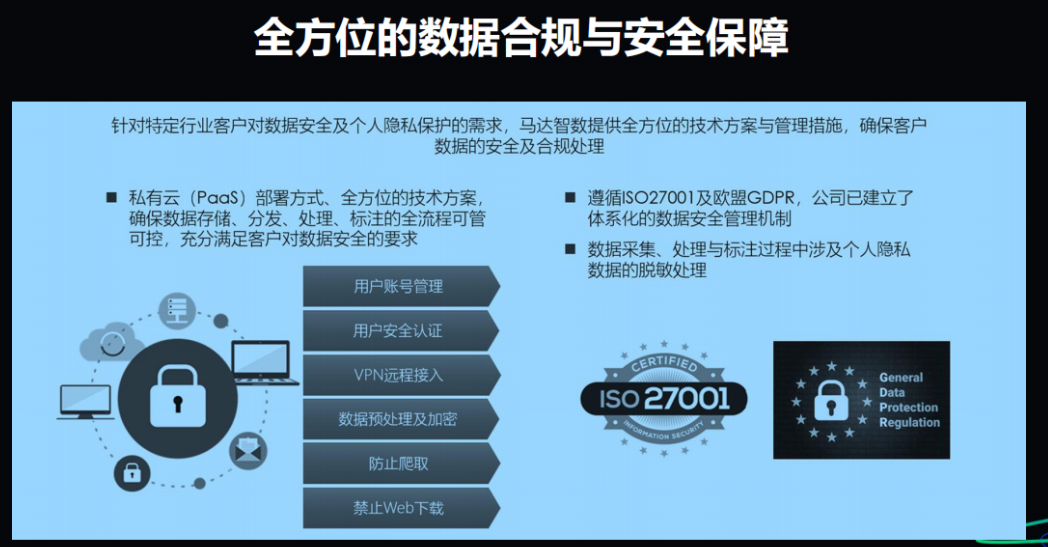 全方位的数据合规与安全保障
针对特定行业客户对数据安全及个人隐私保护的需求，马达智数提供全方位的技术方案与管理措施，确保客户
数据的安全及合规处理
■ 私有云（PaaS）部署方式、全方位的技术方案，
确保数据存储、分发、处理、标注的全流程可管
可控，充分满足客户对数据安全的要求
用户账号管理
用户安全认证
VPN远程接入
数据预处理及加密
防止爬取
禁止Web下载
■ 遵循ISO27001及欧盟GDPR，公司已建立了
体系化的数据安全管理机制
■ 数据采集、处理与标注过程中涉及个人隐私
数据的脱敏处理
CERTIFIED
ISO 27001
INFORMATION SECURITY
General
Data
Protection
Regulation